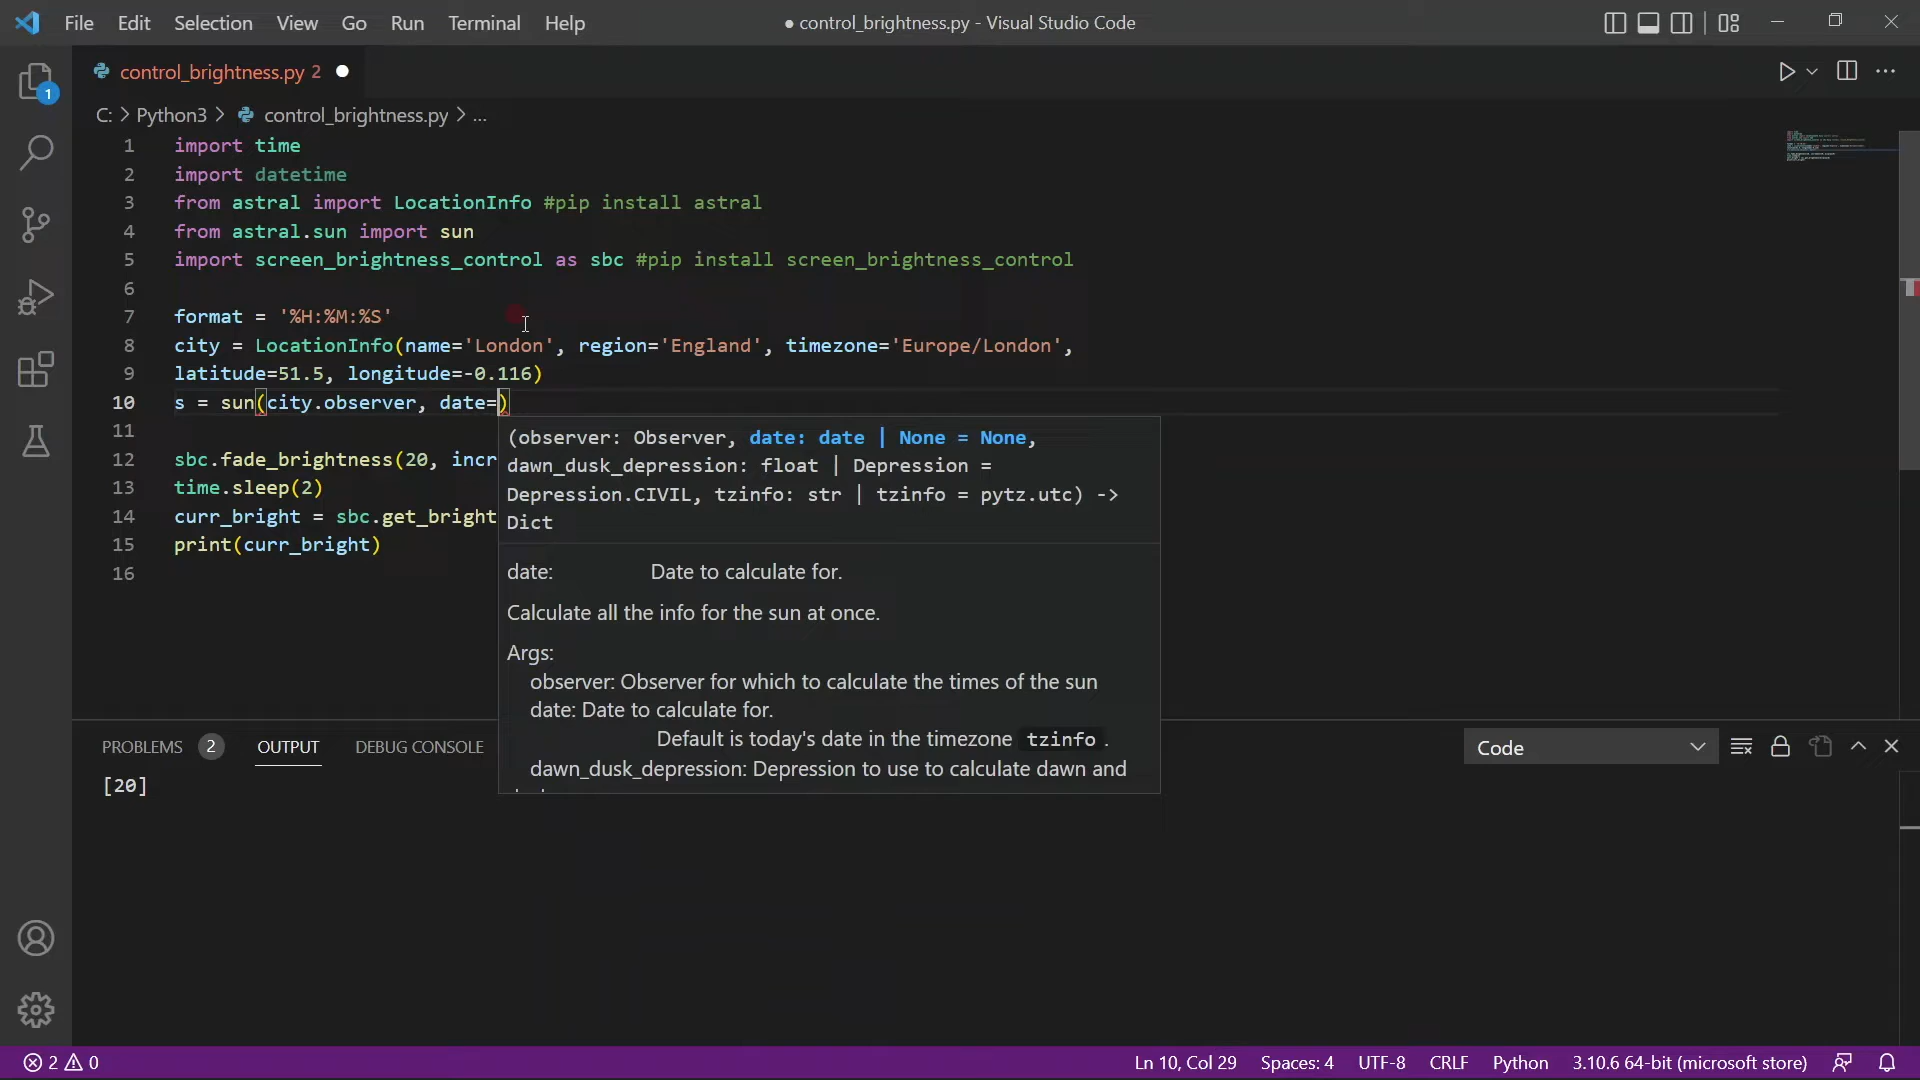 File Edit Selection View Go Run Terminal Help ● control_brightness.py - Visual Studio Code
control_brightness.py 2 ●
1
C: > Python3 > control_brightness.py > ...
1 import time
2 import datetime
3 from astral import LocationInfo #pip install astral
4 from astral.sun import sun
5 import screen_brightness_control as sbc #pip install screen_brightness_control
6
7 format = '%H:%M:%S'
8 city = LocationInfo(name='London', region='England', timezone='Europe/London',
9 latitude=51.5, longitude=-0.116)
10 s = sun(city.observer, date=)
11
12 sbc.fade_brightness(20, incr
13 time.sleep(2)
14 curr_bright = sbc.get_bright
15 print(curr_bright)
16
(observer: Observer, date: date | None = None,
dawn_dusk_depression: float | Depression =
Depression.CIVIL, tzinfo: str | tzinfo = pytz.utc) ->
Dict
date: Date to calculate for.
Calculate all the info for the sun at once.
Args:
observer: Observer for which to calculate the times of the sun
date: Date to calculate for.
Default is today's date in the timezone tzinfo .
dawn_dusk_depression: Depression to use to calculate dawn and
PROBLEMS 2 OUTPUT DEBUG CONSOLE Code
[20]
2 0 Ln 10, Col 29 Spaces: 4 UTF-8 CRLF Python 3.10.6 64-bit (microsoft store)